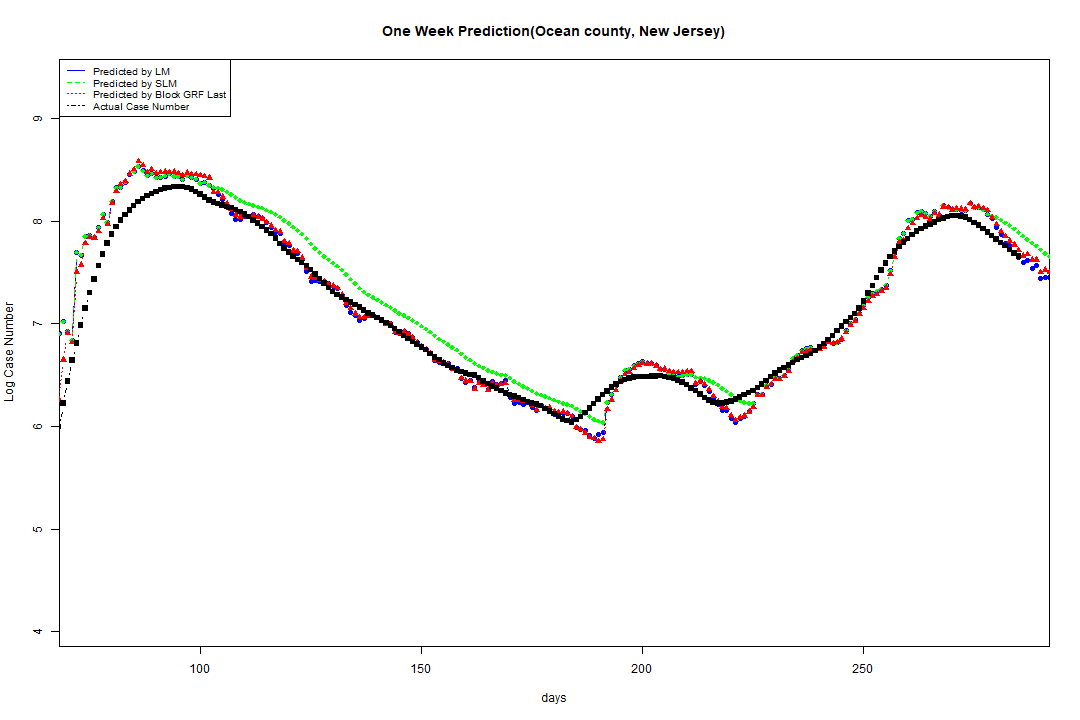 One Week Prediction(Ocean county, New Jersey)
Predicted by LM
Predicted by SLM
Predicted by Block GRF Last
Actual Case Number
9
8
7
6
5
4
Log Case Number
100 150 200 250
days